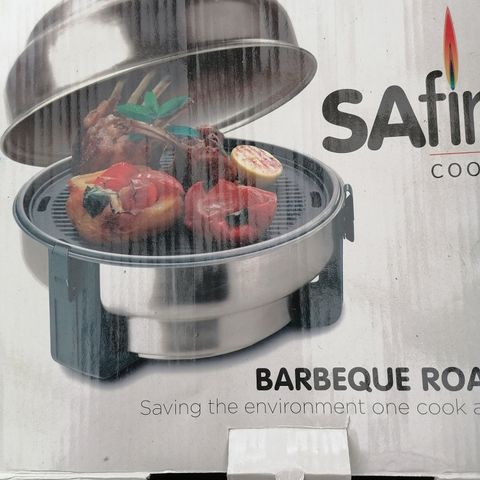 SAfir
COO
BARBEQUE ROA
Saving the environment one cook a